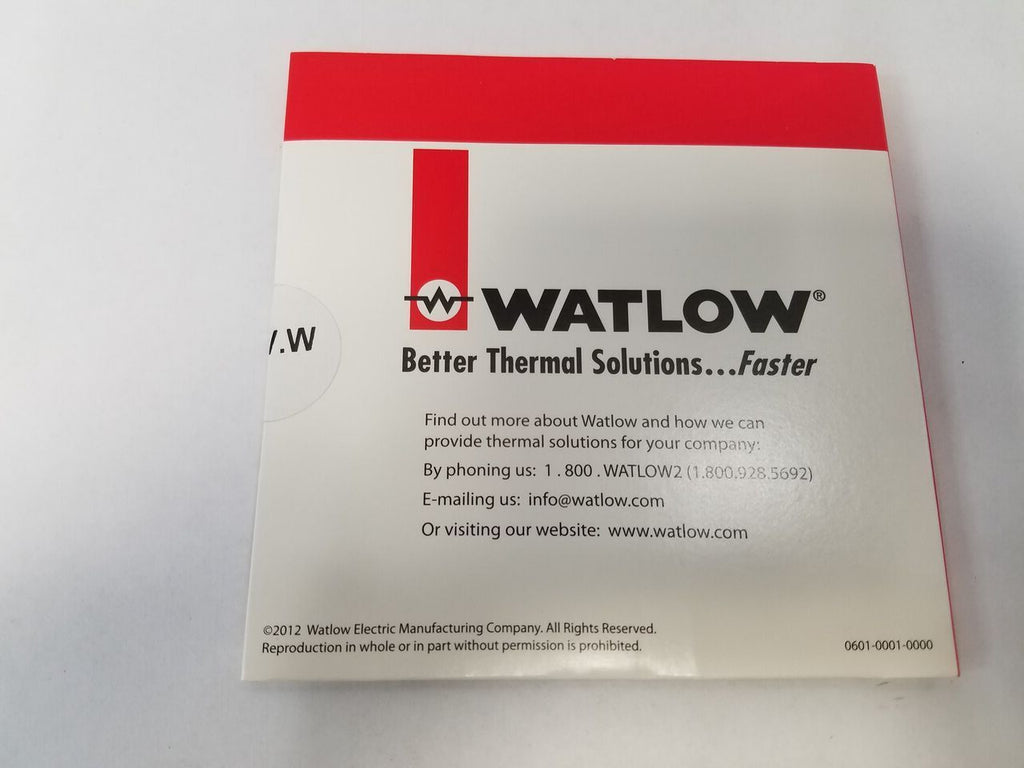 WATLOW®
Better Thermal Solutions...Faster
.W
Find out more about Watlow and how we can
provide thermal solutions for your company:
By phoning us: 1 . 800 . WATLOW2 (1.800.928.5692)
E-mailing us: info@watlow.com
Or visiting our website: www.watlow.com
©2012 Watlow Electric Manufacturing Company. All Rights Reserved.
Reproduction in whole or in part without permission is prohibited.
0601-0001-0000